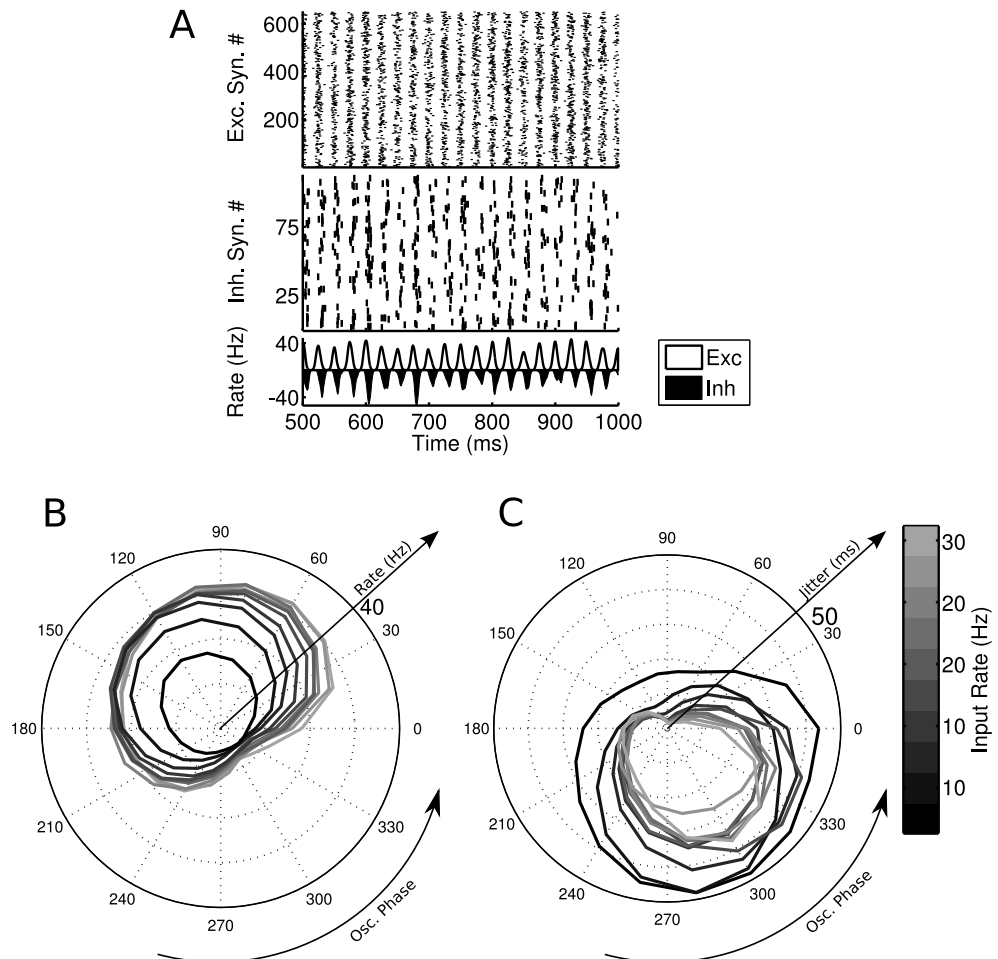 A
Exc. Syn. #
600
400
200
Inh. Syn. #
75
25
Rate (Hz)
40
-40
500 600 700 800 900 1000
Time (ms)
Exc
Inh
B
90
120 60
Rate (Hz)
40
150 30
180 0
210 330
240 300
270
Osc. Phase
C
90
120 60
Jitter (ms)
50
150 30
180 0
210 330
240 300
270
Osc. Phase
30
20
20
10
10
Input Rate (Hz)